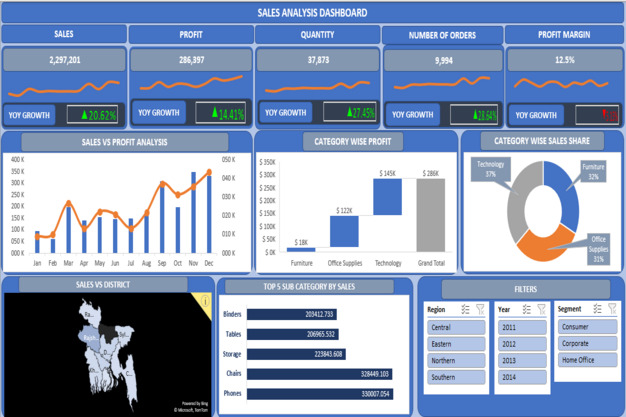 SALES ANALYSIS DASHBOARD
SALES PROFIT QUANTITY NUMBER OF ORDERS PROFIT MARGIN
2,297,201 286,397 37,873 9,994 12.5%
YOY GROWTH ▲20.62% YOY GROWTH ▲14.41% YOY GROWTH ▲27.45% YOY GROWTH ▲28.64% YOY GROWTH
SALES VS PROFIT ANALYSIS
400 K
350 K
300 K
250 K
200 K
150 K
100 K
050 K
000 K
050 K
040 K
030 K
020 K
010 K
000 K
Jan Feb Mar Apr May Jun Jul Aug Sep Oct Nov Dec
CATEGORY WISE PROFIT
$ 350K
$ 300K
$ 250K
$ 200K
$ 150K
$ 100K
$ 50K
$ 0K
$ 18K
$ 122K
$ 145K
$ 286K
Furniture Office Supplies Technology Grand Total
CATEGORY WISE SALES SHARE
Technology
37%
Furniture
32%
Office
Supplies
31%
SALES VS DISTRICT
Ra...
Rajsh...
Syl...
D...
Powered by Bing
© Microsoft, TomTom
TOP 5 SUB CATEGORY BY SALES
Binders 203412.733
Tables 206965.532
Storage 223843.608
Chairs 328449.103
Phones 330007.054
FILTERS
Region
Central
Eastern
Northern
Southern
Year
2011
2012
2013
2014
Segment
Consumer
Corporate
Home Office